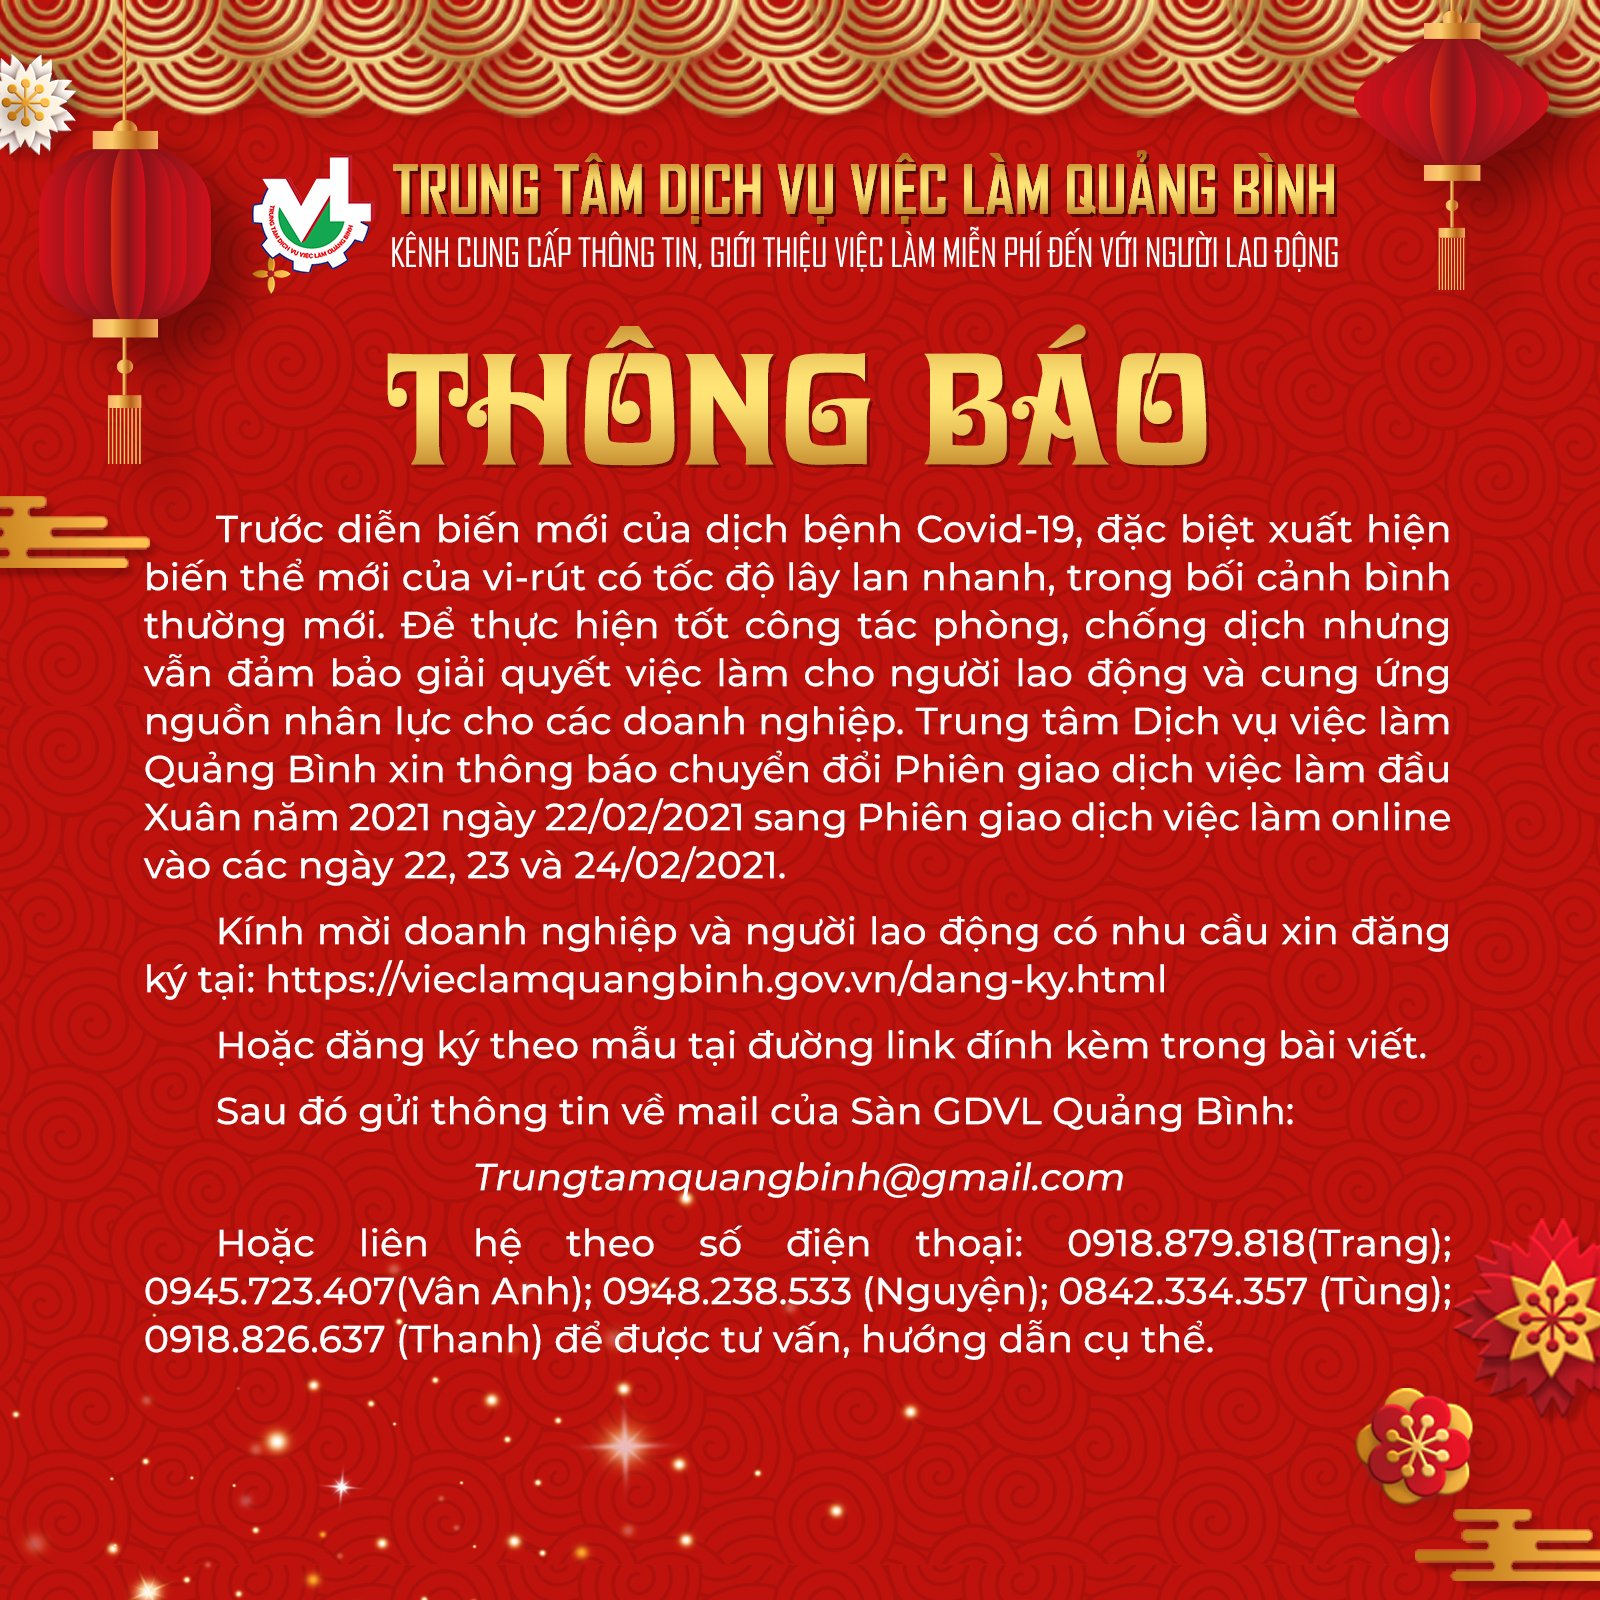 TRUNG TÂM DỊCH VỤ VIỆC LÀM QUẢNG BÌNH
KÊNH CUNG CẤP THÔNG TIN, GIỚI THIỆU VIỆC LÀM MIỄN PHÍ ĐẾN VỚI NGƯỜI LAO ĐỘNG
VL
TRUNG TÂM DỊCH VỤ VIỆC LÀM QUẢNG BÌNH
THÔNG BÁO
Trước diễn biến mới của dịch bệnh Covid-19, đặc biệt xuất hiện
biến thể mới của vi-rút có tốc độ lây lan nhanh, trong bối cảnh bình
thường mới. Để thực hiện tốt công tác phòng, chống dịch nhưng
vẫn đảm bảo giải quyết việc làm cho người lao động và cung ứng
nguồn nhân lực cho các doanh nghiệp. Trung tâm Dịch vụ việc làm
Quảng Bình xin thông báo chuyển đổi Phiên giao dịch việc làm đầu
Xuân năm 2021 ngày 22/02/2021 sang Phiên giao dịch việc làm online
vào các ngày 22, 23 và 24/02/2021.
Kính mời doanh nghiệp và người lao động có nhu cầu xin đăng
ký tại: https://vieclamquangbinh.gov.vn/dang-ky.html
Hoặc đăng ký theo mẫu tại đường link đính kèm trong bài viết.
Sau đó gửi thông tin về mail của Sàn GDVL Quảng Bình:
Trungtamquangbinh@gmail.com
Hoặc liên hệ theo số điện thoại: 0918.879.818(Trang);
0945.723.407(Vân Anh); 0948.238.533 (Nguyện); 0842.334.357 (Tùng);
0918.826.637 (Thanh) để được tư vấn, hướng dẫn cụ thể.